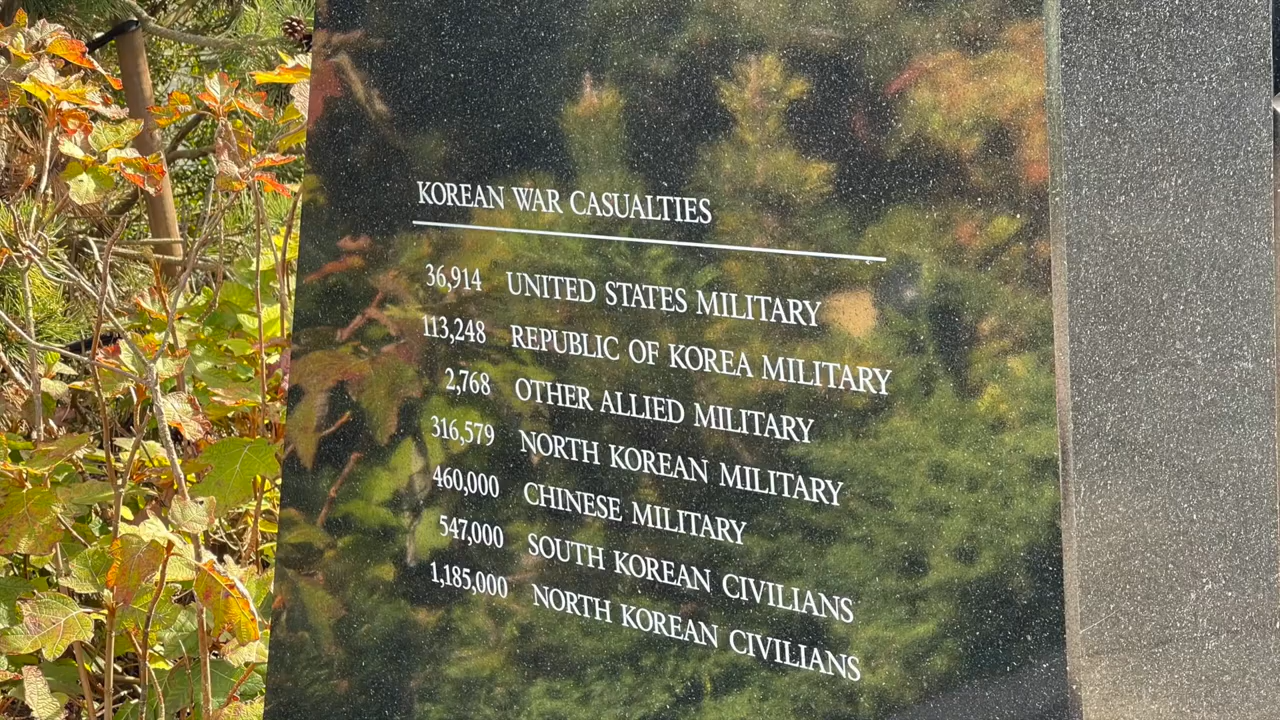 KOREAN WAR CASUALTIES
36,914 UNITED STATES MILITARY
113,248 REPUBLIC OF KOREA MILITARY
2,768 OTHER ALLIED MILITARY
316,579 NORTH KOREAN MILITARY
460,000 CHINESE MILITARY
547,000 SOUTH KOREAN CIVILIANS
1,185,000 NORTH KOREAN CIVILIANS